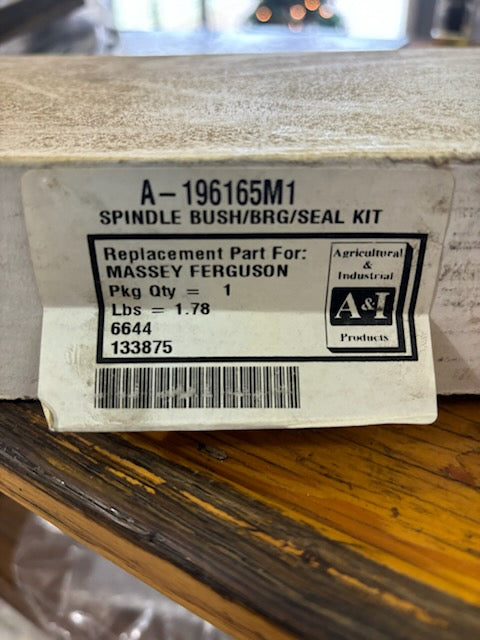 A-196165M1
SPINDLE BUSH/BRG/SEAL KIT
Replacement Part For:
MASSEY FERGUSON
Pkg Qty = 1
Lbs = 1.78
6644
133875
Agricultural
&
Industrial
A&I
Products